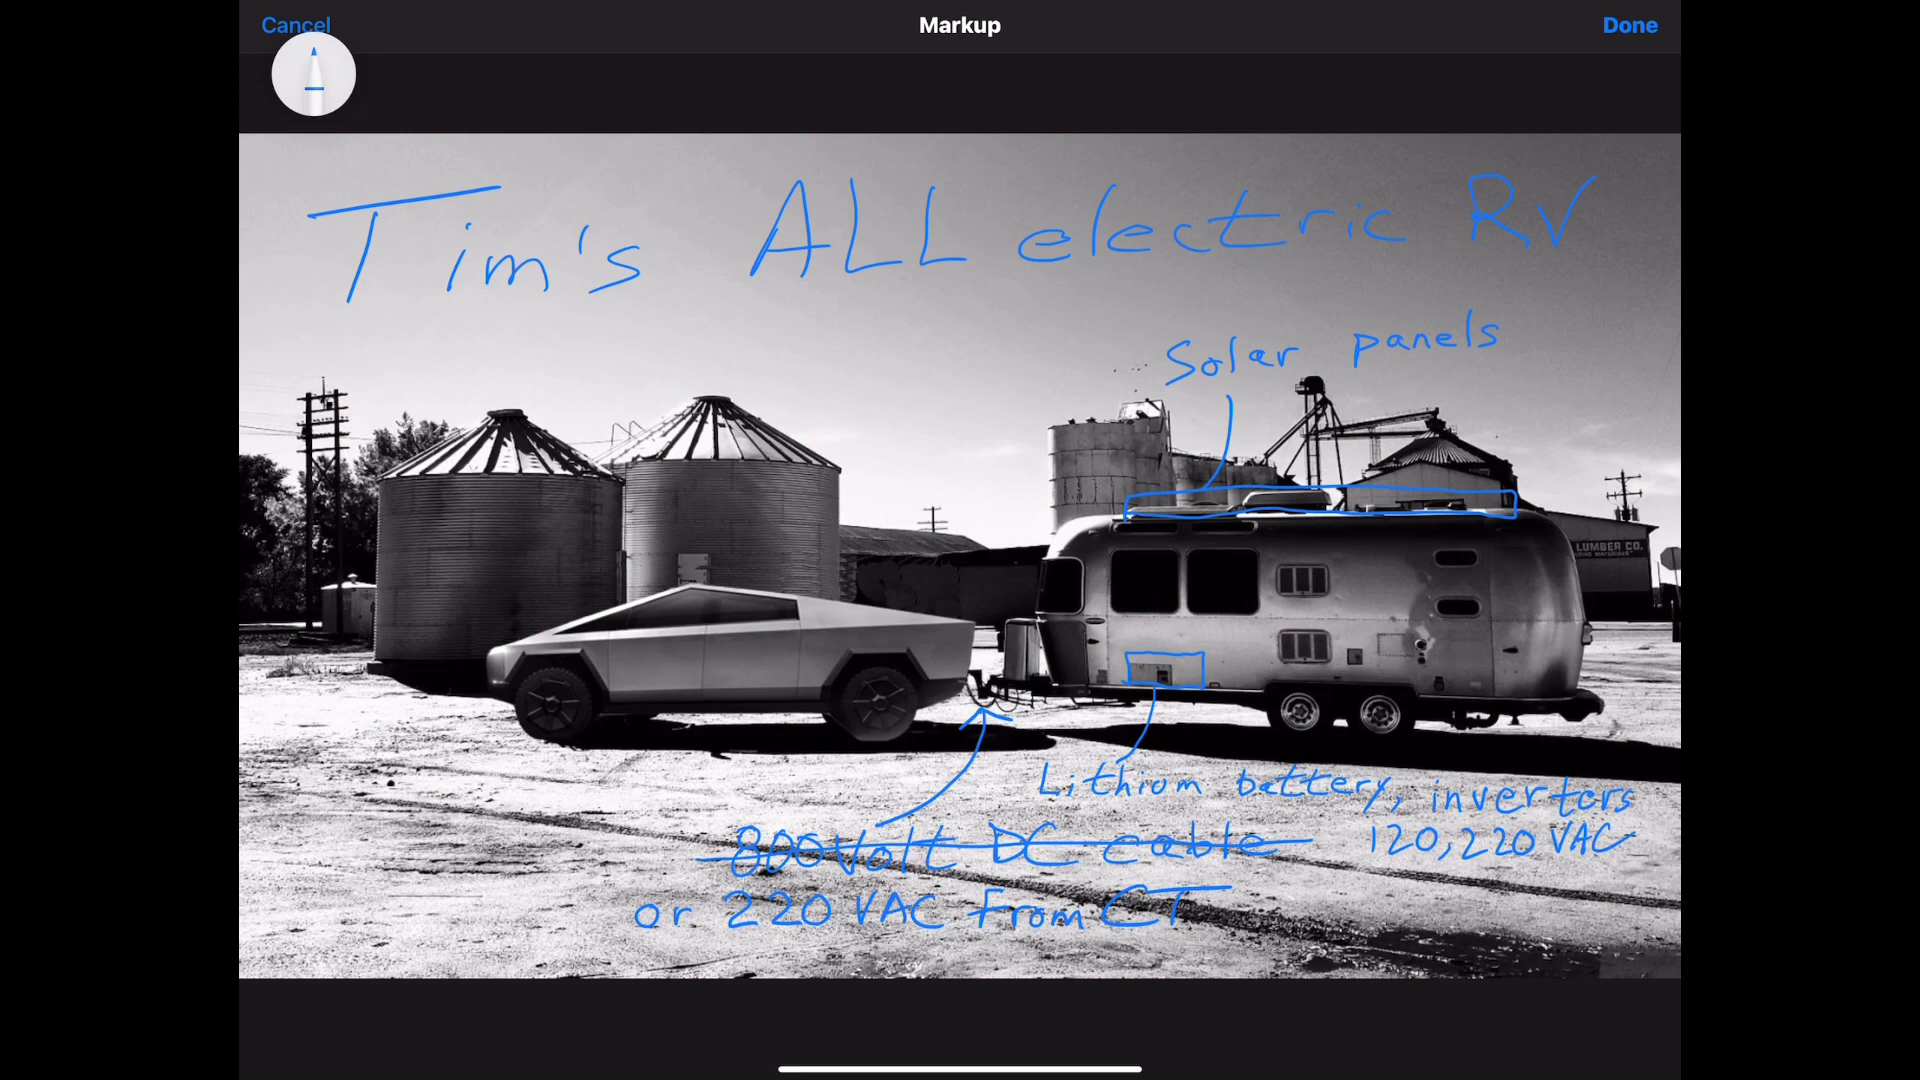 Cancel Markup Done
Tim's ALL electric RV
Solar panels
LUMBER CO.
Lithium battery, invertors
120, 220 VAC
800 Volt DC cable
or 220 VAC From CT